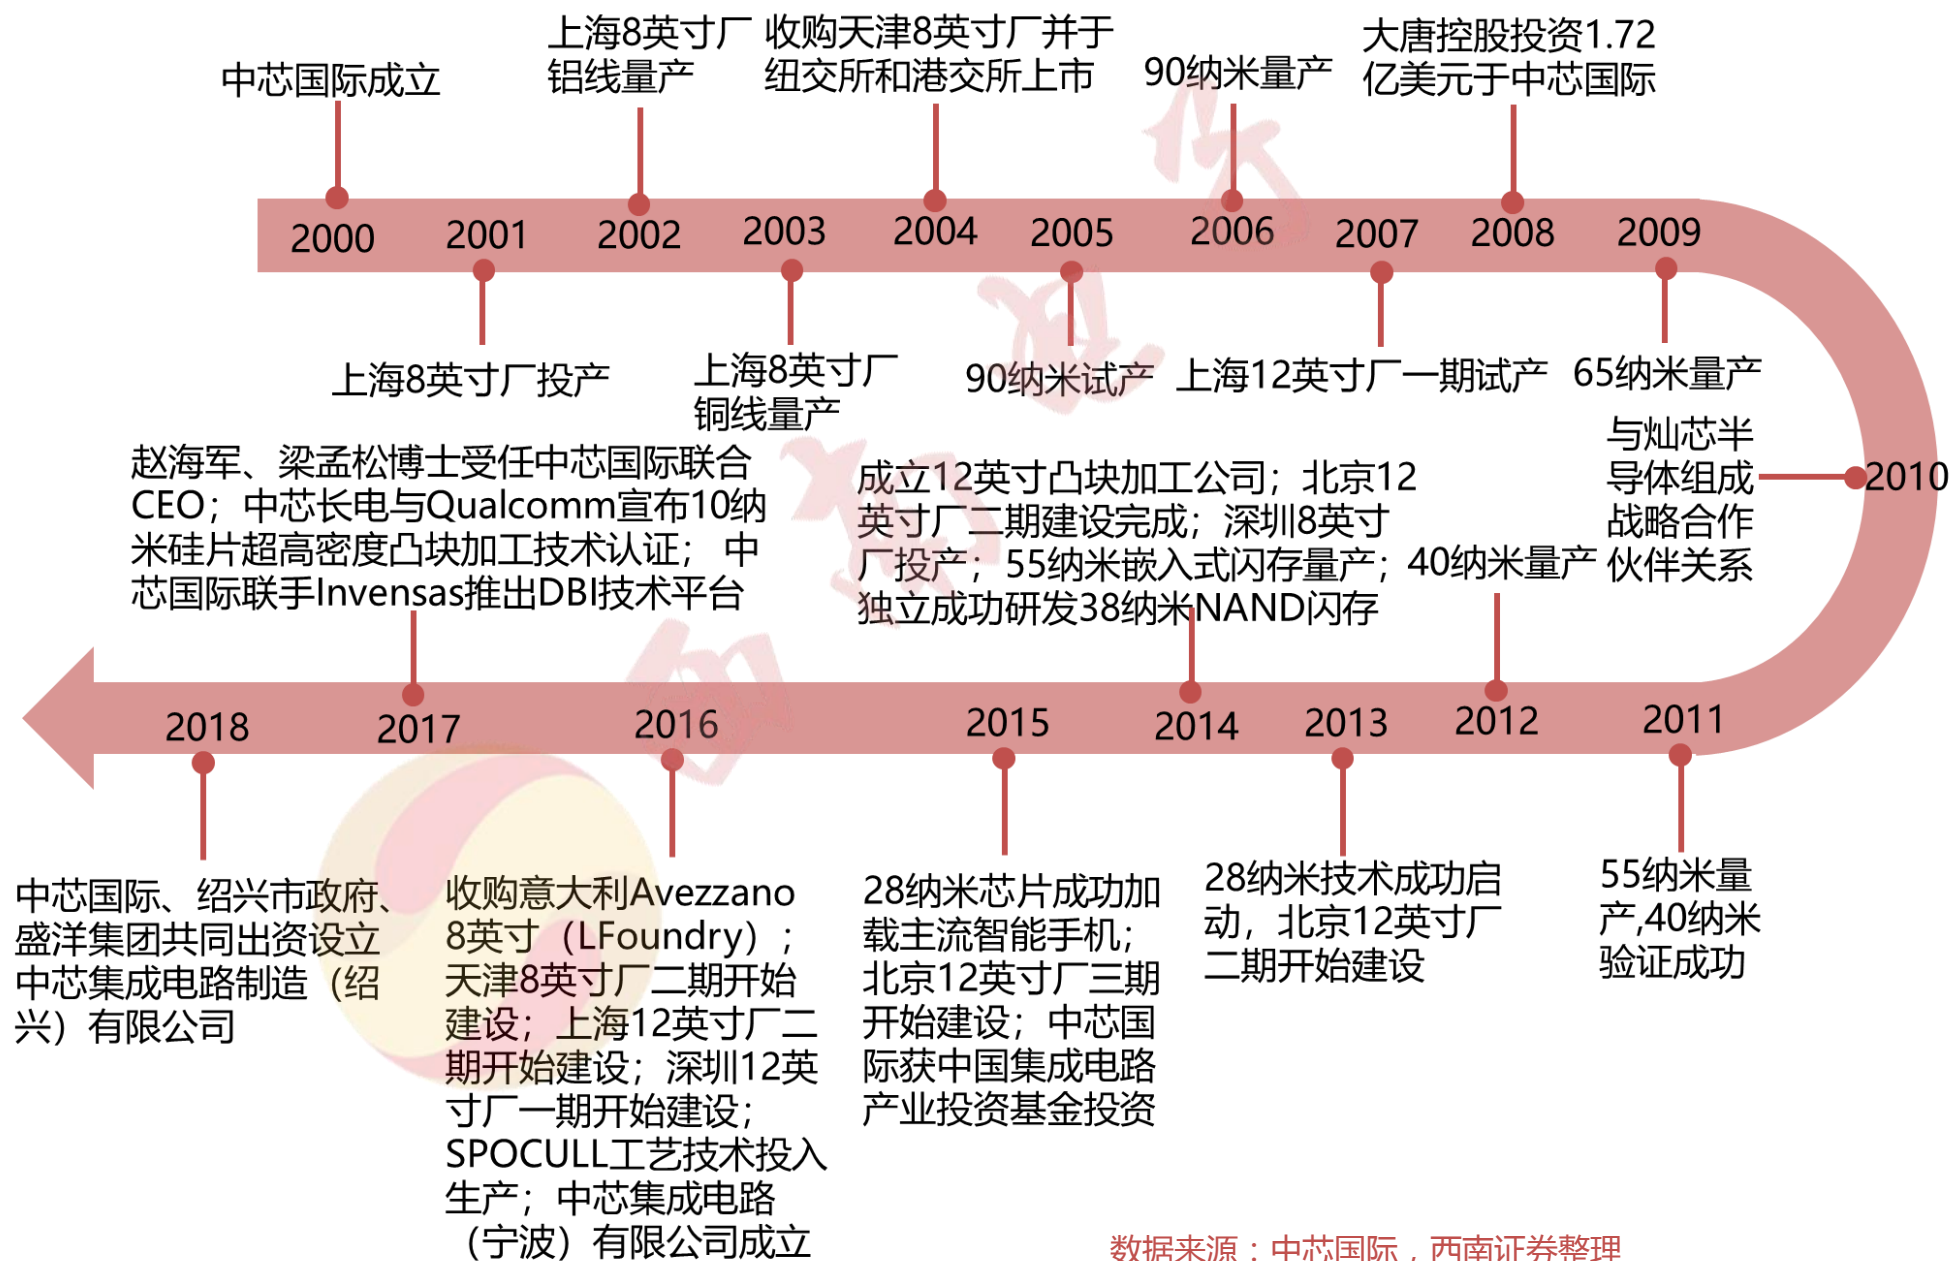 中芯国际成立
2000
上海8英寸厂投产
2001
上海8英寸厂
铝线量产
2002
上海8英寸厂
铜线量产
2003
收购天津8英寸厂并于
纽交所和港交所上市
2004
90纳米试产
2005
90纳米量产
2006
上海12英寸厂一期试产
2007
大唐控股投资1.72
亿美元于中芯国际
2008
65纳米量产
2009
与灿芯半
导体组成
战略合作
伙伴关系
2010
55纳米量
产,40纳米
验证成功
2011
40纳米量产
2012
28纳米技术成功启
动，北京12英寸厂
二期开始建设
2013
成立12英寸凸块加工公司；北京12
英寸厂二期建设完成；深圳8英寸
厂投产；55纳米嵌入式闪存量产；
独立成功研发38纳米NAND闪存
2014
28纳米芯片成功加
载主流智能手机；
北京12英寸厂三期
开始建设；中芯国
际获中国集成电路
产业投资基金投资
2015
收购意大利Avezzano
8英寸（LFoundry）；
天津8英寸厂二期开始
建设；上海12英寸厂二
期开始建设；深圳12英
寸厂一期开始建设；
SPOCULL工艺技术投入
生产；中芯集成电路
（宁波）有限公司成立
2016
赵海军、梁孟松博士受任中芯国际联合
CEO；中芯长电与Qualcomm宣布10纳
米硅片超高密度凸块加工技术认证； 中
芯国际联手Invensas推出DBI技术平台
2017
中芯国际、绍兴市政府、
盛洋集团共同出资设立
中芯集成电路制造（绍
兴）有限公司
2018
数据来源：中芯国际，西南证券整理